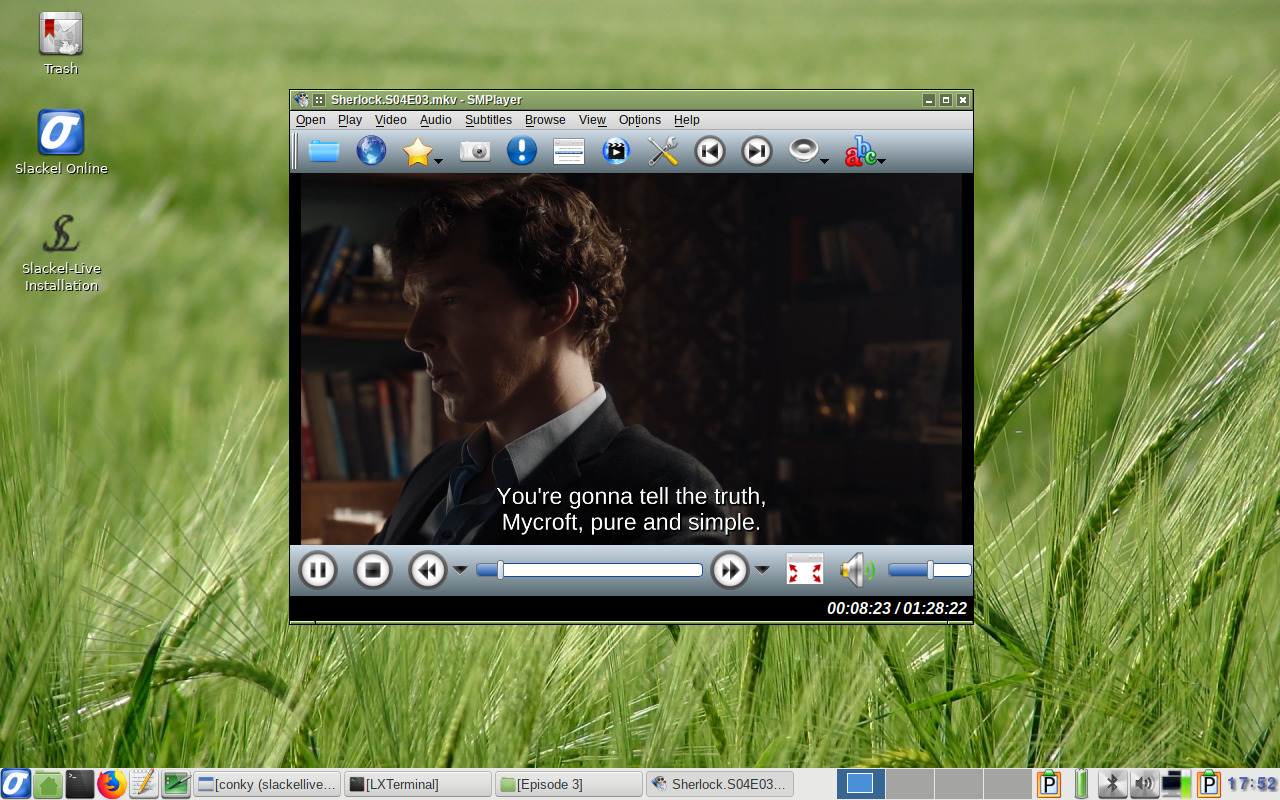 Trash
Slackel Online
Slackel-Live
Installation
Sherlock.S04E03.mkv - SMPlayer
Open Play Video Audio Subtitles Browse View Options Help
abc
You're gonna tell the truth,
Mycroft, pure and simple.
00:08:23 / 01:28:22
[conky (slackellive... [LXTerminal] [Episode 3] Sherlock.S04E03... P P 17:52